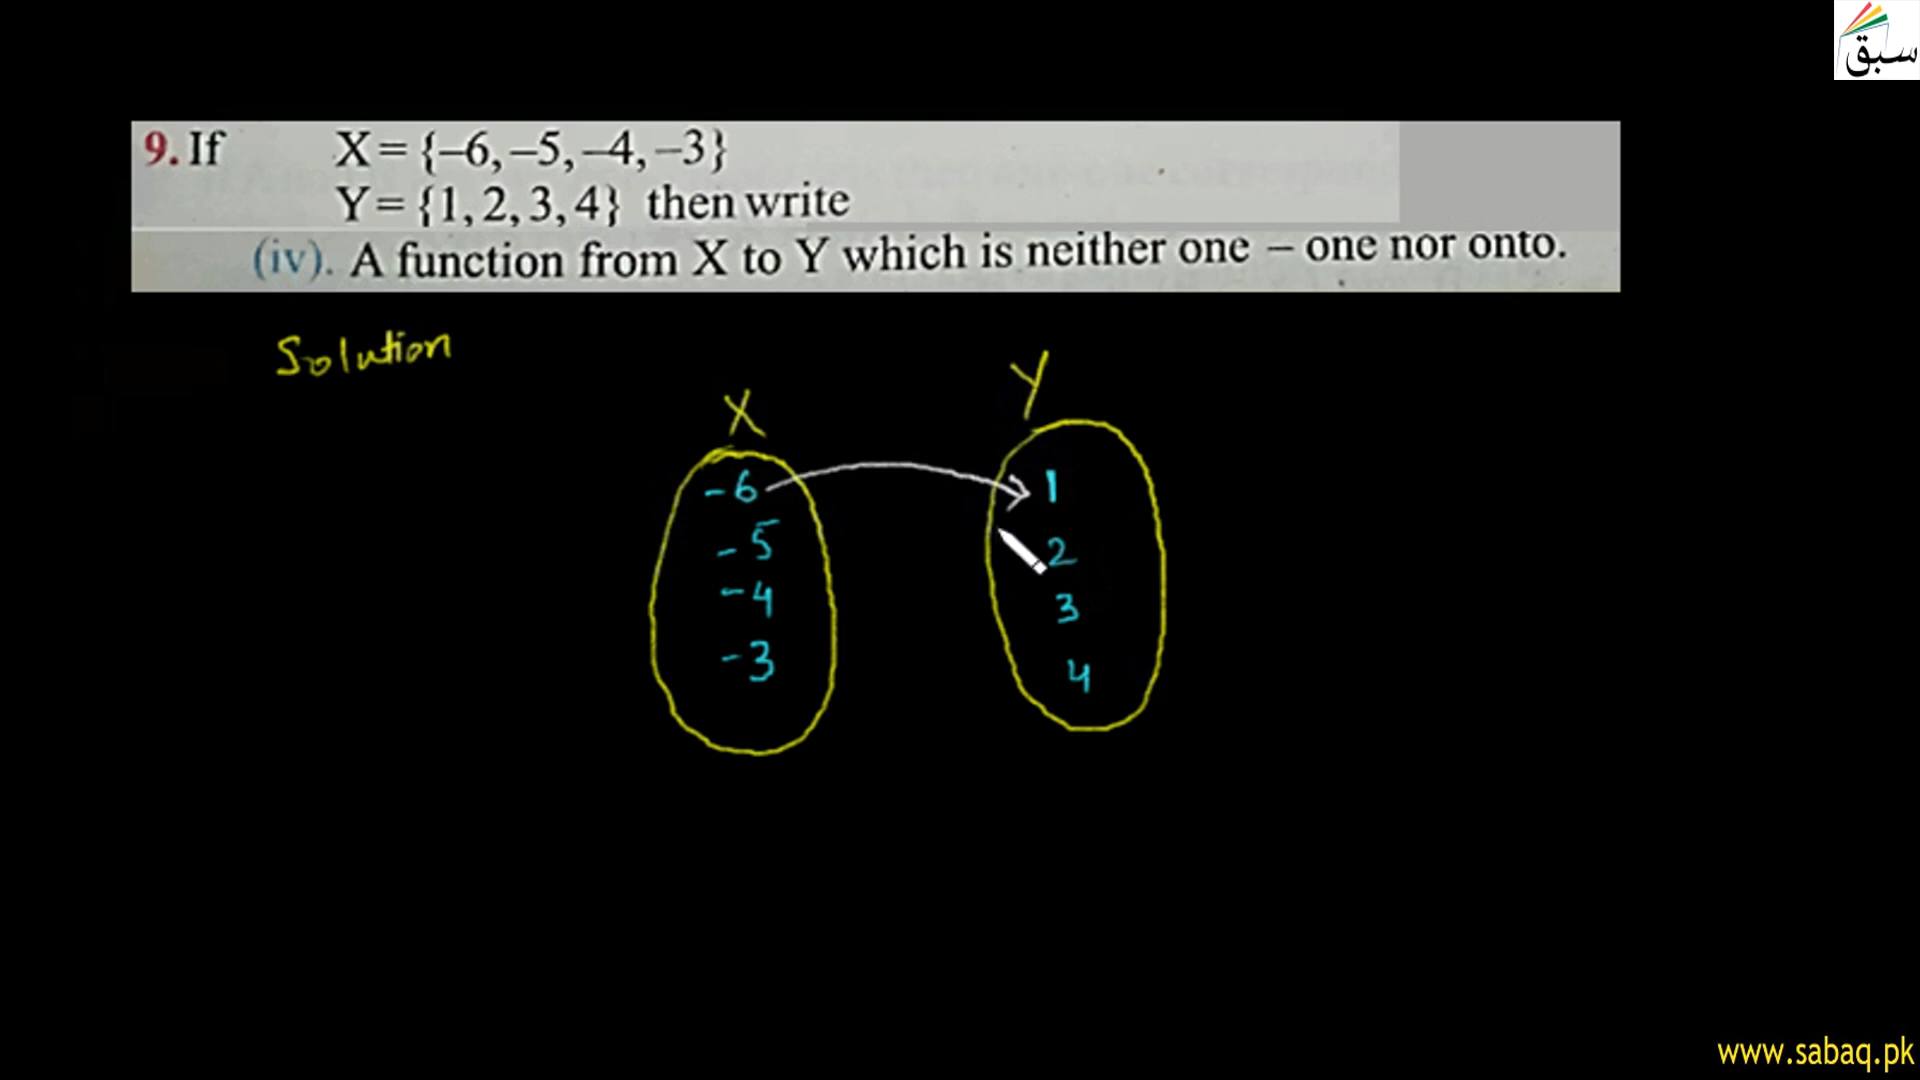 سبق
9. If X = {–6, –5, –4, –3}
Y = {1, 2, 3, 4} then write
(iv). A function from X to Y which is neither one – one nor onto.
Solution
X Y
-6 1
-5 2
-4 3
-3 4
www.sabaq.pk